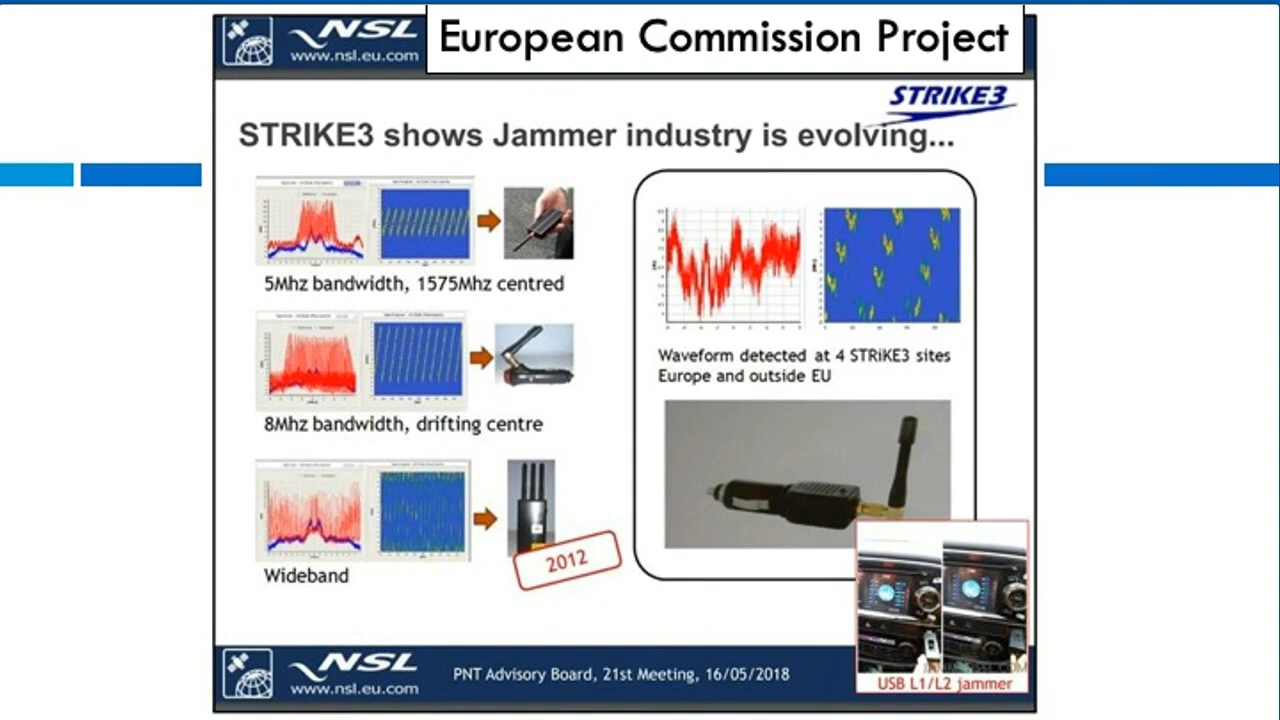 NSL
www.nsl.eu.com
European Commission Project
STRIKE3
STRIKE3 shows Jammer industry is evolving...
5Mhz bandwidth, 1575Mhz centred
8Mhz bandwidth, drifting centre
Wideband
2012
Waveform detected at 4 STRiKE3 sites
Europe and outside EU
USB L1/L2 jammer
NSL
www.nsl.eu.com
PNT Advisory Board, 21st Meeting, 16/05/2018